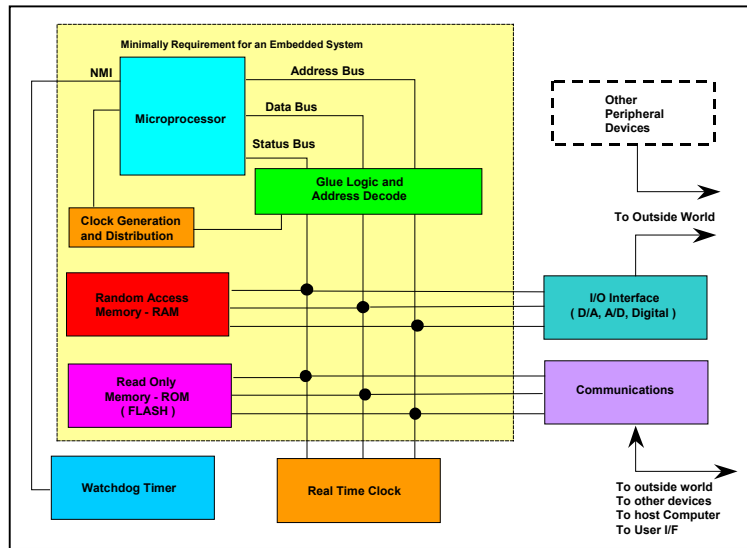 Minimally Requirement for an Embedded System
NMI
Address Bus
Microprocessor
Data Bus
Status Bus
Other
Peripheral
Devices
Glue Logic and
Address Decode
Clock Generation
and Distribution
To Outside World
Random Access
Memory - RAM
I/O Interface
( D/A, A/D, Digital )
Read Only
Memory - ROM
( FLASH )
Communications
Watchdog Timer
Real Time Clock
To outside world
To other devices
To host Computer
To User I/F